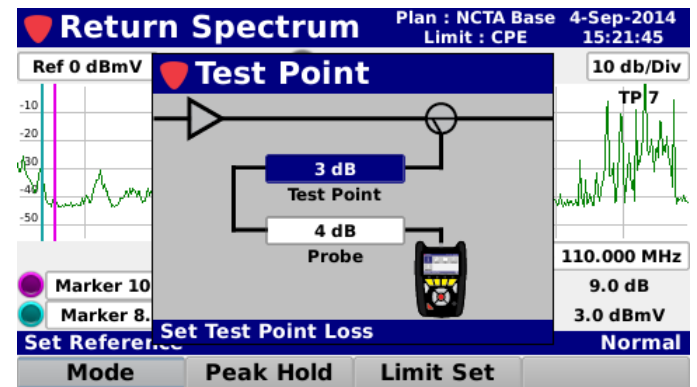 Return Spectrum
Plan : NCTA Base
Limit : CPE
4-Sep-2014
15:21:45
Ref 0 dBmV
10 db/Div
Test Point
TP 7
-10
-20
-30
-40
-50
3 dB
Test Point
4 dB
Probe
110.000 MHz
Marker 10
9.0 dB
Marker 8.
3.0 dBmV
Set Test Point Loss
Set Reference
Normal
Mode
Peak Hold
Limit Set